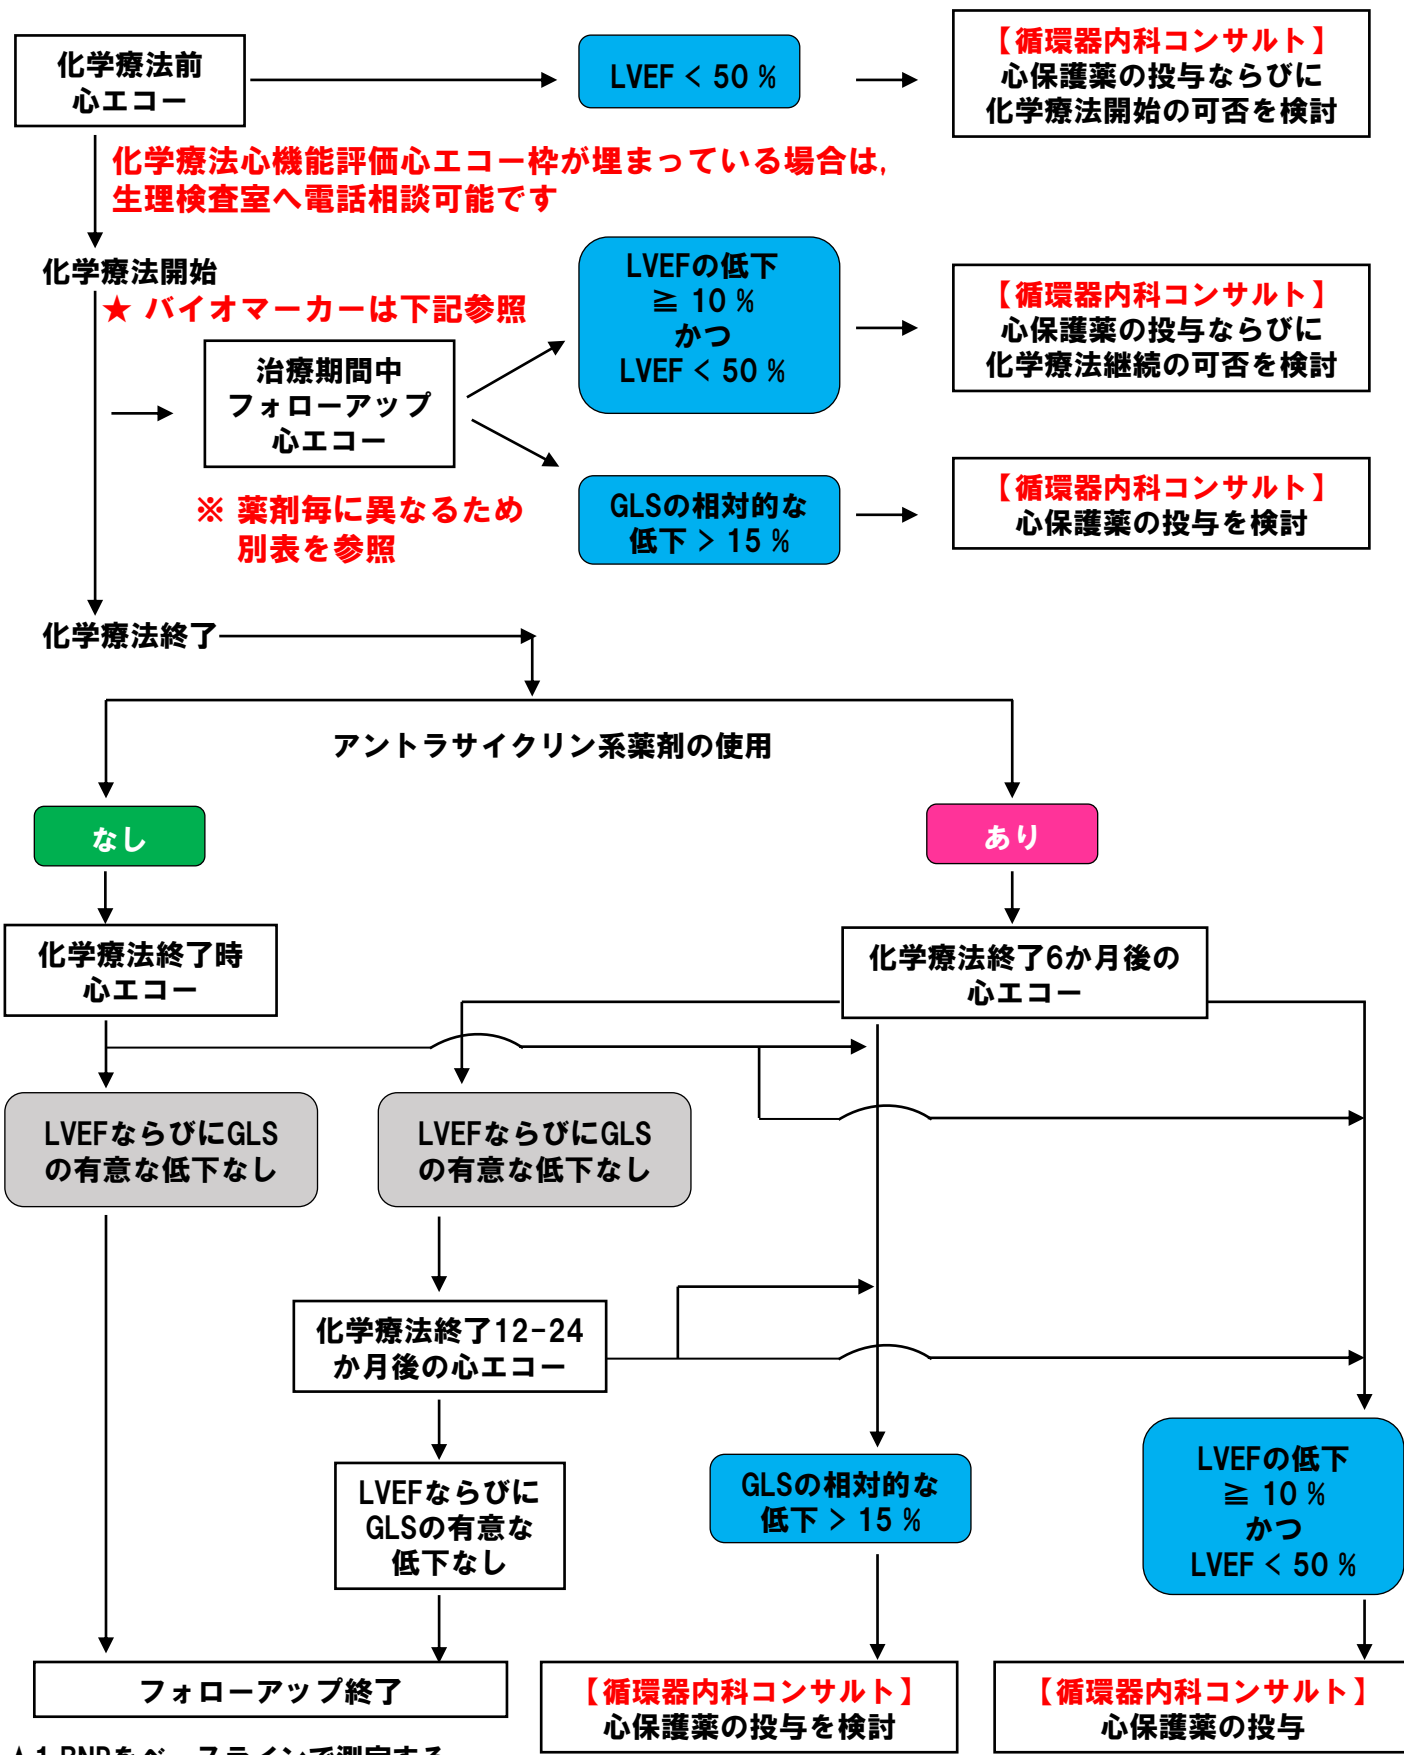 化学療法前
心エコー
LVEF < 50 %
【循環器内科コンサルト】
心保護薬の投与ならびに
化学療法開始の可否を検討
化学療法心機能評価心エコー枠が埋まっている場合は,
生理検査室へ電話相談可能です
化学療法開始
★ バイオマーカーは下記参照
治療期間中
フォローアップ
心エコー
※ 薬剤毎に異なるため
別表を参照
LVEFの低下
≧ 10 %
かつ
LVEF < 50 %
【循環器内科コンサルト】
心保護薬の投与ならびに
化学療法継続の可否を検討
GLSの相対的な
低下 > 15 %
【循環器内科コンサルト】
心保護薬の投与を検討
化学療法終了
アントラサイクリン系薬剤の使用
なし
あり
化学療法終了時
心エコー
化学療法終了6か月後の
心エコー
LVEFならびにGLS
の有意な低下なし
LVEFならびにGLS
の有意な低下なし
化学療法終了12-24
か月後の心エコー
LVEFならびに
GLSの有意な
低下なし
GLSの相対的な
低下 > 15 %
LVEFの低下
≧ 10 %
かつ
LVEF < 50 %
フォローアップ終了
【循環器内科コンサルト】
心保護薬の投与を検討
【循環器内科コンサルト】
心保護薬の投与
★1 BNPをベースラインで測定する